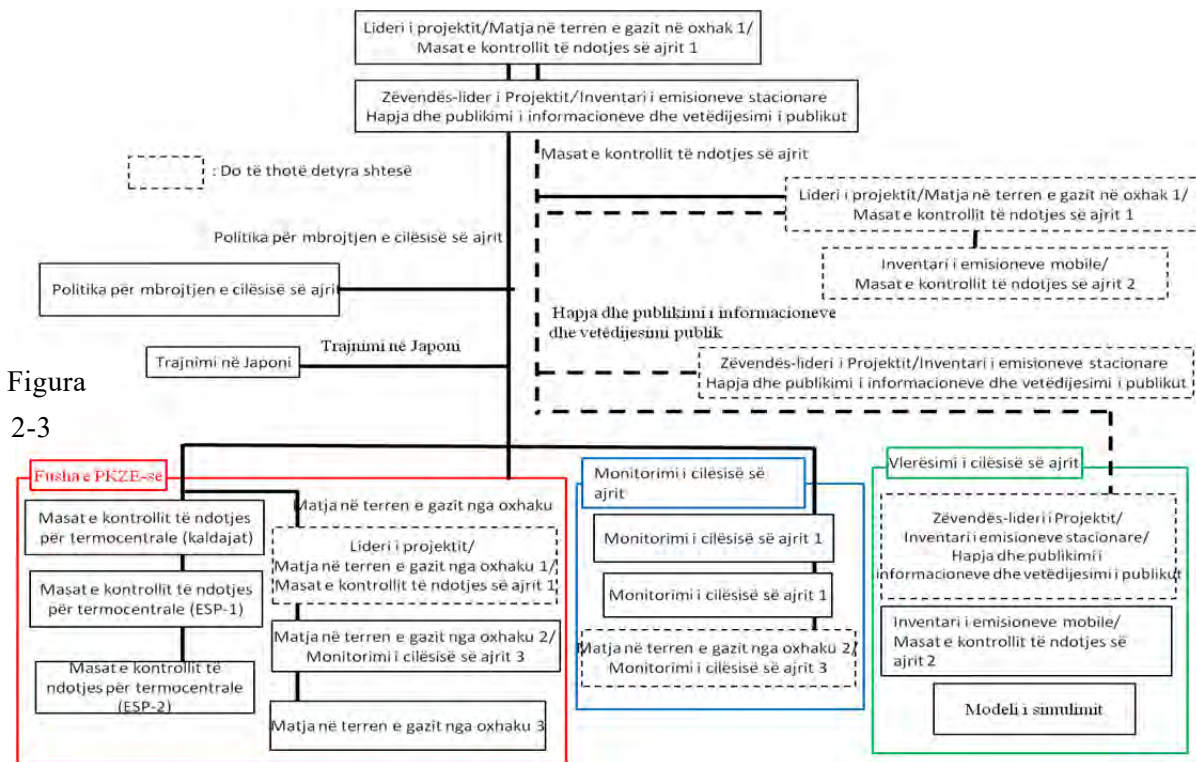 Lideri i projektit/Matja në terren e gazit në oxhak 1/
Masat e kontrollit të ndotjes së ajrit 1
Zëvendës-lider i Projektit/Inventari i emisioneve stacionare
Hapja dhe publikimi i informacioneve dhe vetëdijesimi i publikut
: Do të thotë detyra shtesë
Masat e kontrollit të ndotjes së ajrit
Lideri i projektit/Matja në terren e gazit në oxhak 1/
Masat e kontrollit të ndotjes së ajrit 1
Politika për mbrojtjen e cilësisë së ajrit
Inventari i emisioneve mobile/
Masat e kontrollit të ndotjes së ajrit 2
Politika për mbrojtjen e cilësisë së ajrit
Hapja dhe publikimi i informacioneve
dhe vetëdijesimi publik
Trajnimi në Japoni
Trajnimi në Japoni
Zëvendës-lideri i Projektit/Inventari i emisioneve stacionare
Hapja dhe publikimi i informacioneve dhe vetëdijesimi i publikut
Figura
2-3
Fusha e PKZE-së
Masat e kontrollit të ndotjes
për termocentrale (kaldajat)
Masat e kontrollit të ndotjes
për termocentrale (ESP-1)
Masat e kontrollit të
ndotjes për termocentrale
(ESP-2)
Matja në terren e gazit nga oxhaku
Lideri i projektit/
Matja në terren e gazit nga oxhaku 1/
Masat e kontrollit të ndotjes së ajrit 1
Matja në terren e gazit nga oxhaku 2/
Monitorimi i cilësisë së ajrit 3
Matja në terren e gazit nga oxhaku 3
Monitorimi i cilësisë së
ajrit
Monitorimi i cilësisë së ajrit 1
Monitorimi i cilësisë së ajrit 1
Matja në terren e gazit nga oxhaku 2/
Monitorimi i cilësisë së ajrit 3
Vlerësimi i cilësisë së ajrit
Zëvendës-lideri i Projektit/
Inventari i emisioneve stacionare/
Hapja dhe publikimi i
informacioneve dhe vetëdijesimi i publikut
Inventari i emisioneve mobile/
Masat e kontrollit të ndotjes së
ajrit 2
Modeli i simulimit